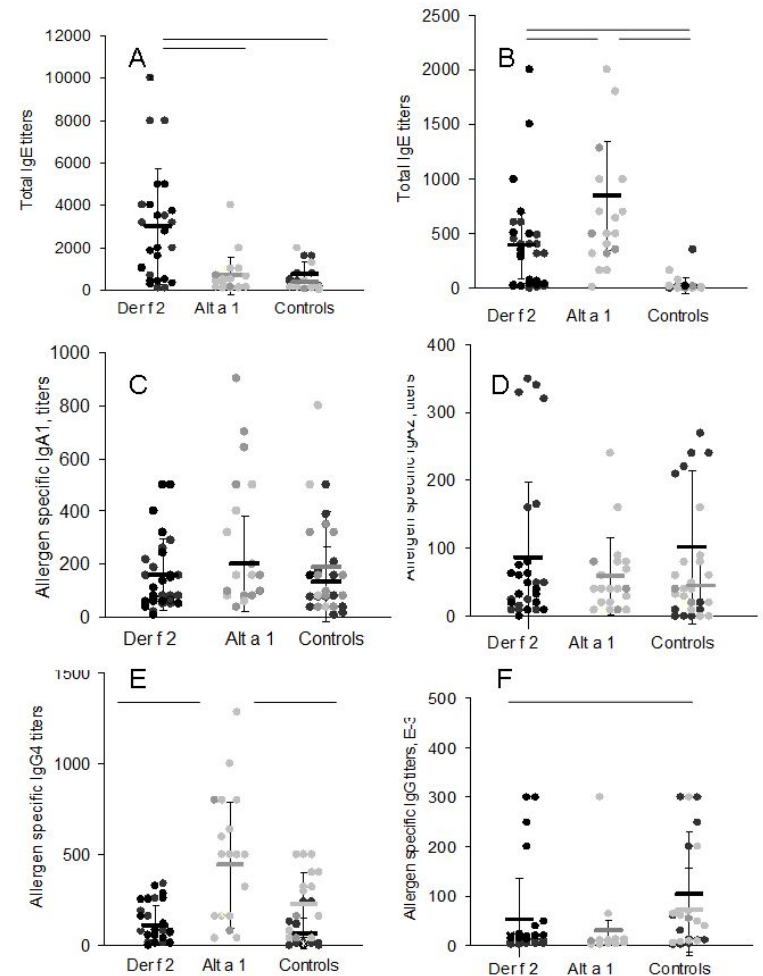 A
Total IgE titers
12000
10000
8000
6000
4000
2000
0
Der f 2 Alt a 1 Controls
B
Total IgE titers
2500
2000
1500
1000
500
0
Der f 2 Alt a 1 Controls
C
Allergen specific IgA1, titers
1000
800
600
400
200
0
Der f 2 Alt a 1 Controls
D
Allergen specific IgA2, titers
400
300
200
100
0
Der f 2 Alt a 1 Controls
E
Allergen specific IgG4 titers
1500
1000
500
0
Der f 2 Alt a 1 Controls
F
Allergen specific IgG titers, E-3
500
400
300
200
100
0
Der f 2 Alt a 1 Controls